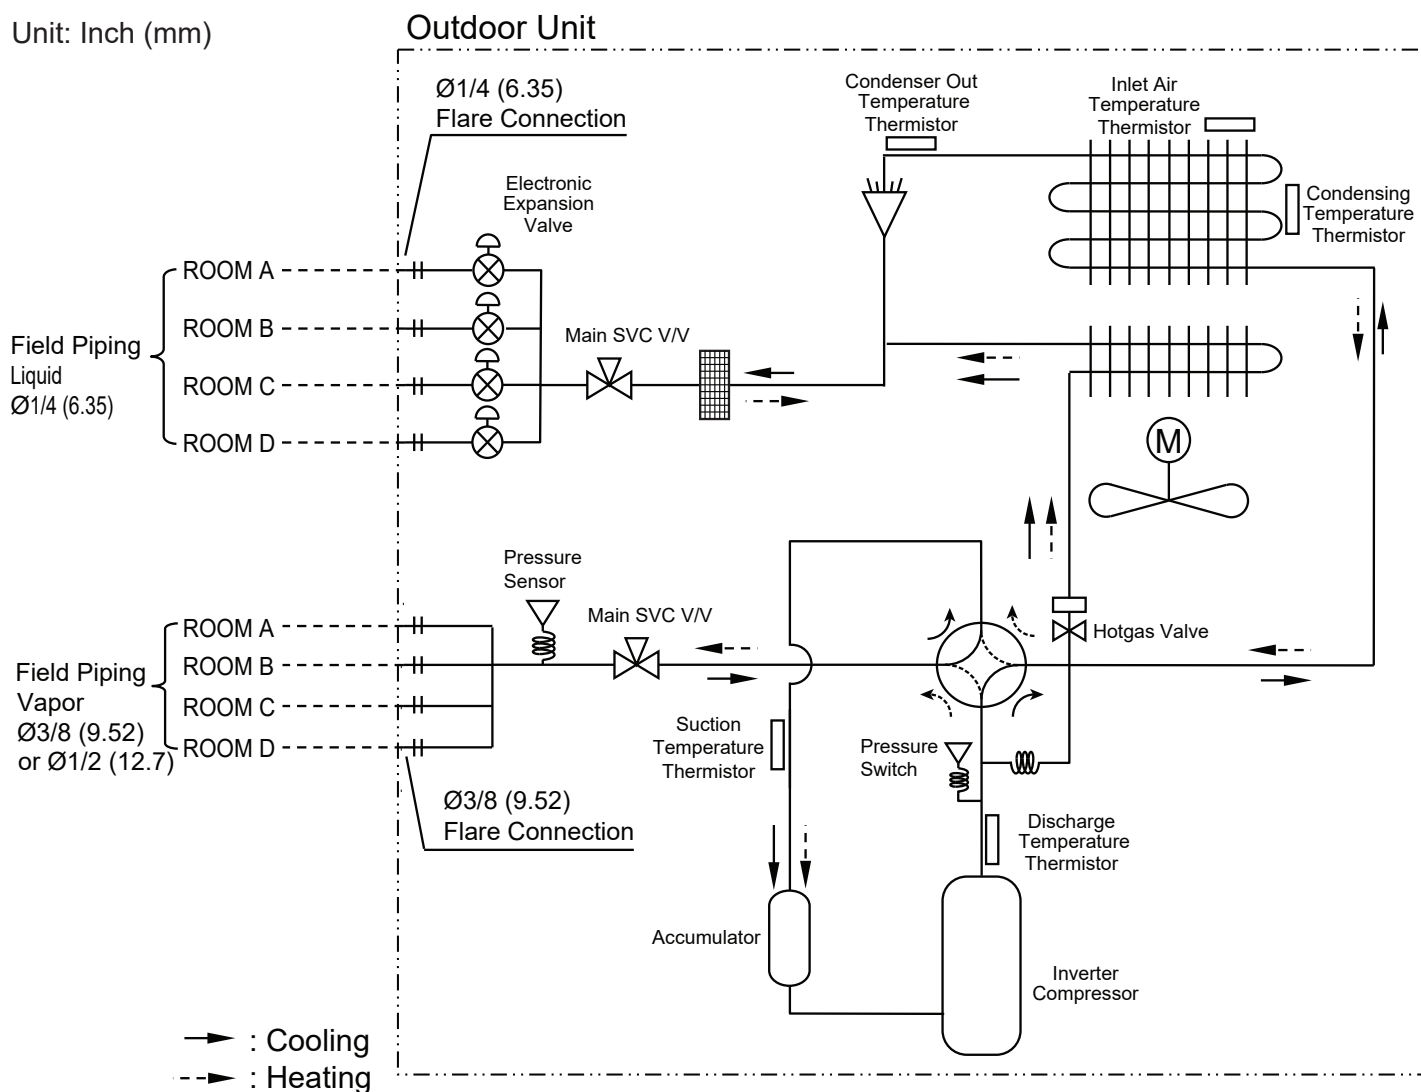 Unit: Inch (mm)
Outdoor Unit
Ø1/4 (6.35)
Flare Connection
Condenser Out
Temperature
Thermistor
Inlet Air
Temperature
Thermistor
Condensing
Temperature
Thermistor
Electronic
Expansion
Valve
ROOM A
ROOM B
ROOM C
ROOM D
Field Piping
Liquid
Ø1/4 (6.35)
Main SVC V/V
M
Pressure
Sensor
Main SVC V/V
Hotgas Valve
ROOM A
ROOM B
ROOM C
ROOM D
Field Piping
Vapor
Ø3/8 (9.52)
or Ø1/2 (12.7)
Suction
Temperature
Thermistor
Pressure
Switch
Ø3/8 (9.52)
Flare Connection
Discharge
Temperature
Thermistor
Accumulator
Inverter
Compressor
: Cooling
: Heating